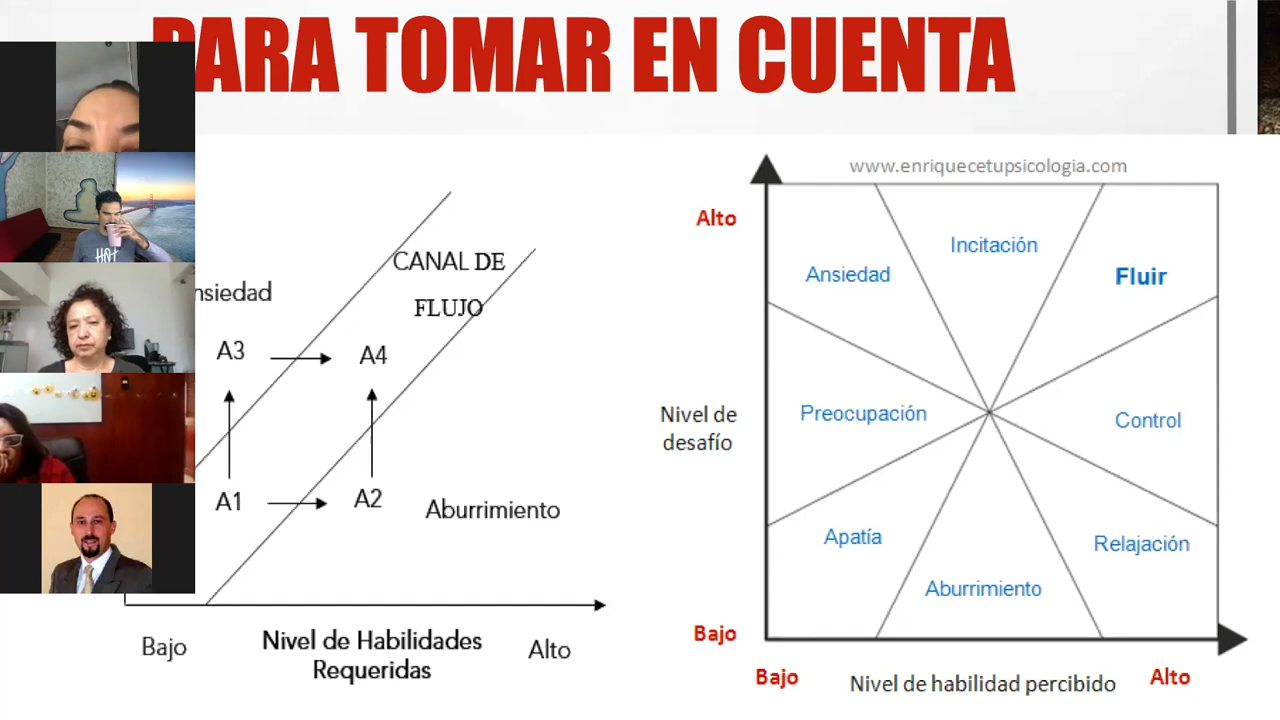 PARA TOMAR EN CUENTA
CANAL DE
FLUJO
nsiedad
A3
A4
A1
A2
Aburrimiento
Bajo
Nivel de Habilidades
Requeridas
Alto
www.enriquecetupsicologia.com
Alto
Incitación
Ansiedad
Fluir
Nivel de
desafío
Preocupación
Control
Apatía
Relajación
Aburrimiento
Bajo
Bajo
Nivel de habilidad percibido
Alto
HOT